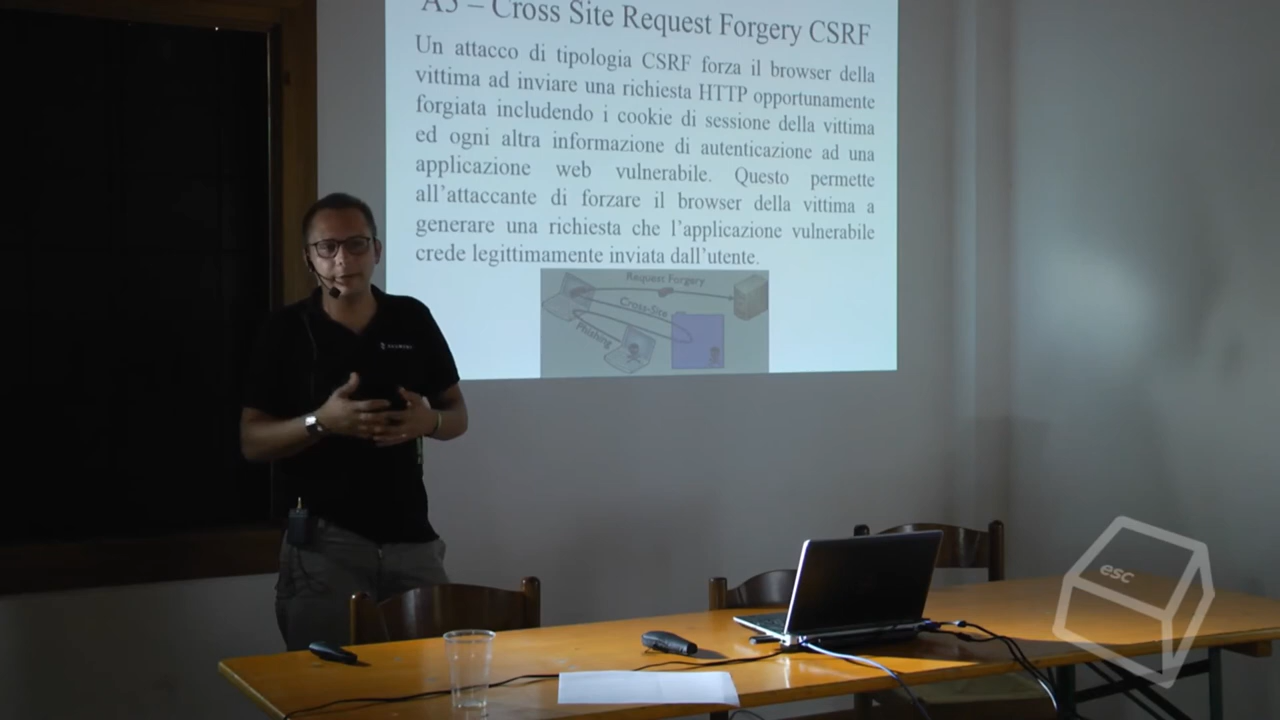 A5 – Cross Site Request Forgery CSRF
Un attacco di tipologia CSRF forza il browser della
vittima ad inviare una richiesta HTTP opportunamente
forgiata includendo i cookie di sessione della vittima
ed ogni altra informazione di autenticazione ad una
applicazione web vulnerabile. Questo permette
all'attaccante di forzare il browser della vittima a
generare una richiesta che l'applicazione vulnerabile
crede legittimamente inviata dall'utente.
Request Forgery
Cross-Site
Phishing
esc